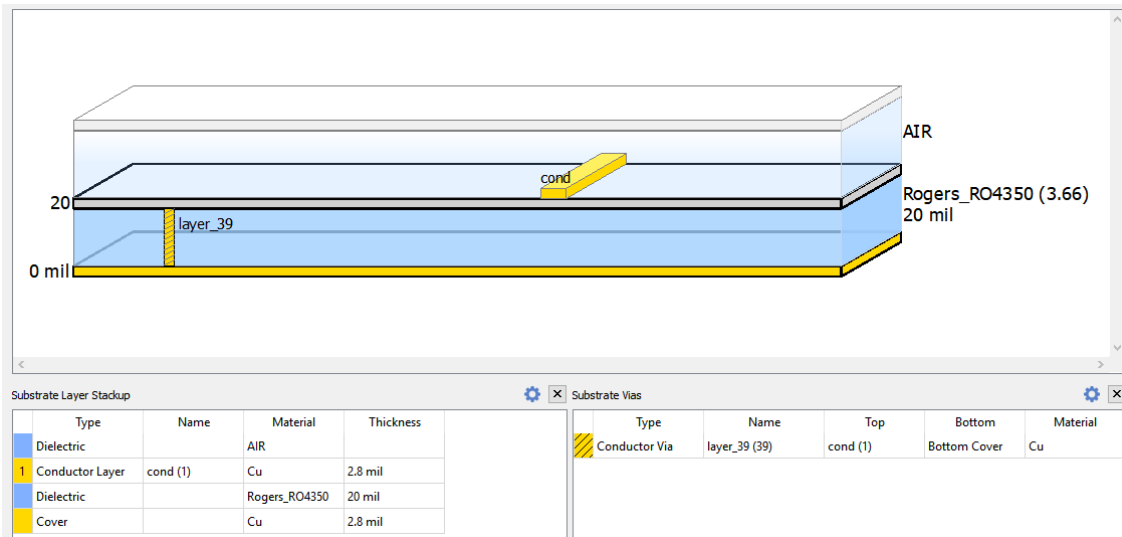 AIR
cond
20
Rogers_RO4350 (3.66)
20 mil
layer_39
0 mil
Substrate Layer Stackup
Type Name Material Thickness
Dielectric AIR
1 Conductor Layer cond (1) Cu 2.8 mil
Dielectric Rogers_RO4350 20 mil
Cover Cu 2.8 mil
Substrate Vias
Type Name Top Bottom Material
Conductor Via layer_39 (39) cond (1) Bottom Cover Cu